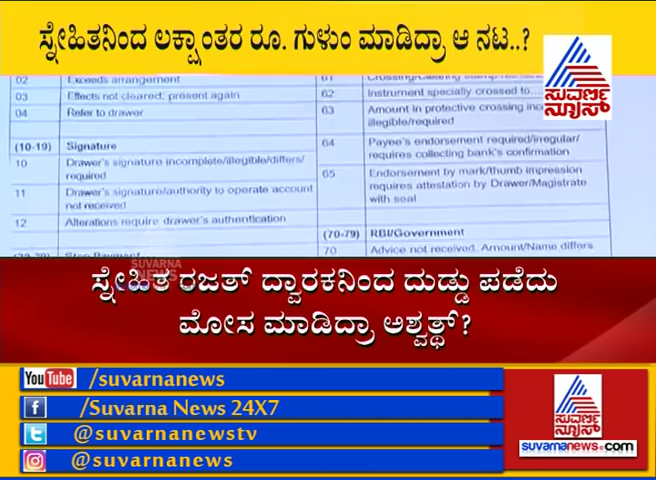 ಸ್ನೇಹಿತನಿಂದ ಲಕ್ಷಾಂತರ ರೂ. ಗುಳುಂ ಮಾಡಿದ್ರಾ ಆ ನಟ..?
ಸುವರ್ಣ
ನ್ಯೂಸ್
02 Exceeds arrangement
03 Effects not cleared; present again
04 Refer to drawer
(10-19) Signature
10 Drawer's signature incomplete/illegible/differs/
required
11 Drawer's signature/authority to operate account
not received
12 Alterations require drawer's authentication
61
62 Instrument specially crossed to....
63 Amount in protective crossing
illegible/required
64 Payee's endorsement required/irregular/
requires collecting bank's confirmation
65 Endorsement by mark/thumb impression
requires attestation by Drawer/Magistrate
with seal
(70-79) RBI/Government
70 Advice not received, Amount/Name differs
SUVARNA
NEWS
ಸ್ನೇಹಿತ ರಜತ್ ದ್ವಾರಕನಿಂದ ದುಡ್ಡು ಪಡೆದು
ಮೋಸ ಮಾಡಿದ್ರಾ ಅಶ್ವತ್ಥ್?
YouTube /suvarnanews
f /Suvarna News 24X7
@suvarnanewstv
@suvarnanews
ಸುವರ್ಣ
ನ್ಯೂಸ್
suvarnanews.com